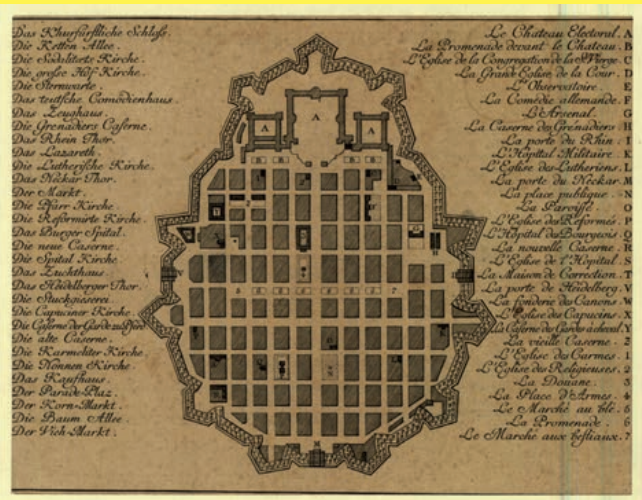 Das Churfürstliche Schloß.
Die Ketten Allee.
Die Sodalitäts Kirche.
Die große Hoff Kirche.
Die Sternwarte.
Das teutsche Comödienhaus.
Das Zeughaus.
Die Grenadiers Caserne.
Das Rhein Thor.
Das Lazareth.
Die Lutherische Kirche.
Das Neckar Thor.
Der Markt.
Die Pfarr Kirche
Die Reformirte Kirche.
Das Burger Spital.
Die neue Caserne.
Die Spital Kirche
Das Zuchthaus.
Das Heidelberger Thor.
Die Stuckgieserei.
Die Capuciner Kirche.
Die Caserne der Garde zu Pferd
Die alte Caserne.
Die Karmeliter Kirche
Die Nonnen Kirche
Das Kaufhaus.
Der Parade Plaz.
Der Korn-Markt.
Die Baum Allee
Der Vieh-Markt.
Le Chateau Electoral. A
La Promenade devant le Chateau. B
L'Eglise de la Congregation de la S. Vierge. C
La Grande Eglise de la Cour. D
L'Observatoire. E
La Comedie allemande. F
L'Arsenal. G
La Caserne des Grenadiers H
La porte du Rhin. I
L'Hopital Militaire. K
L'Eglise des Lutheriens. L
La porte du Neckar. M
La place publique. N
La Paroisse. O
L'Eglise des Reformés. P
L'Hôpital des Bourgeois. Q
La nouvelle Caserne. R
L'Eglise de l'Hôpital. S
La Maison de Correction. T
La porte de Heidelberg. V
La fonderie des Canons. W
L'Eglise des Capucins. X
La Caserne des Gardes à cheval. Y
La vieille Caserne. Z
L'Eglise des Carmes. 1
L'Eglise des Religieuses. 2
La Douane. 3
La Place d'Armes. 4
Le Marché au blé. 5
La Promenade. 6
Le Marché aux bestiaux. 7